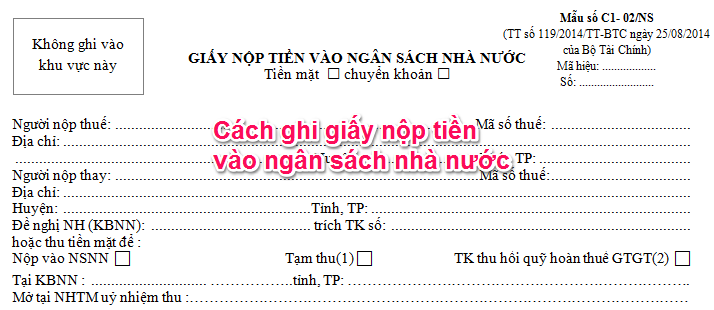 Mẫu số C1- 02/NS
(TT số 119/2014/TT-BTC ngày 25/08/2014
của Bộ Tài Chính)
Mã hiệu: ..................
Số: .........................
Không ghi vào
khu vực này
GIẤY NỘP TIỀN VÀO NGÂN SÁCH NHÀ NƯỚC
Tiền mặt ☐ chuyển khoản ☐
Cách ghi giấy nộp tiền
vào ngân sách nhà nước
Người nộp thuế: .......... Mã số thuế: ..........
Địa chỉ: ..........
TP: ..........
Người nộp thay: .......... Mã số thuế: ..........
Địa chỉ: ..........
Huyện: .......... Tỉnh, TP: ..........
Đề nghị NH (KBNN): .......... trích TK số: ..........
hoặc thu tiền mặt để :
Nộp vào NSNN ☐ Tạm thu(1) ☐ TK thu hồi quỹ hoàn thuế GTGT(2) ☐
Tại KBNN : .......... tỉnh, TP: ..........
Mở tại NHTM uỷ nhiệm thu : ..........